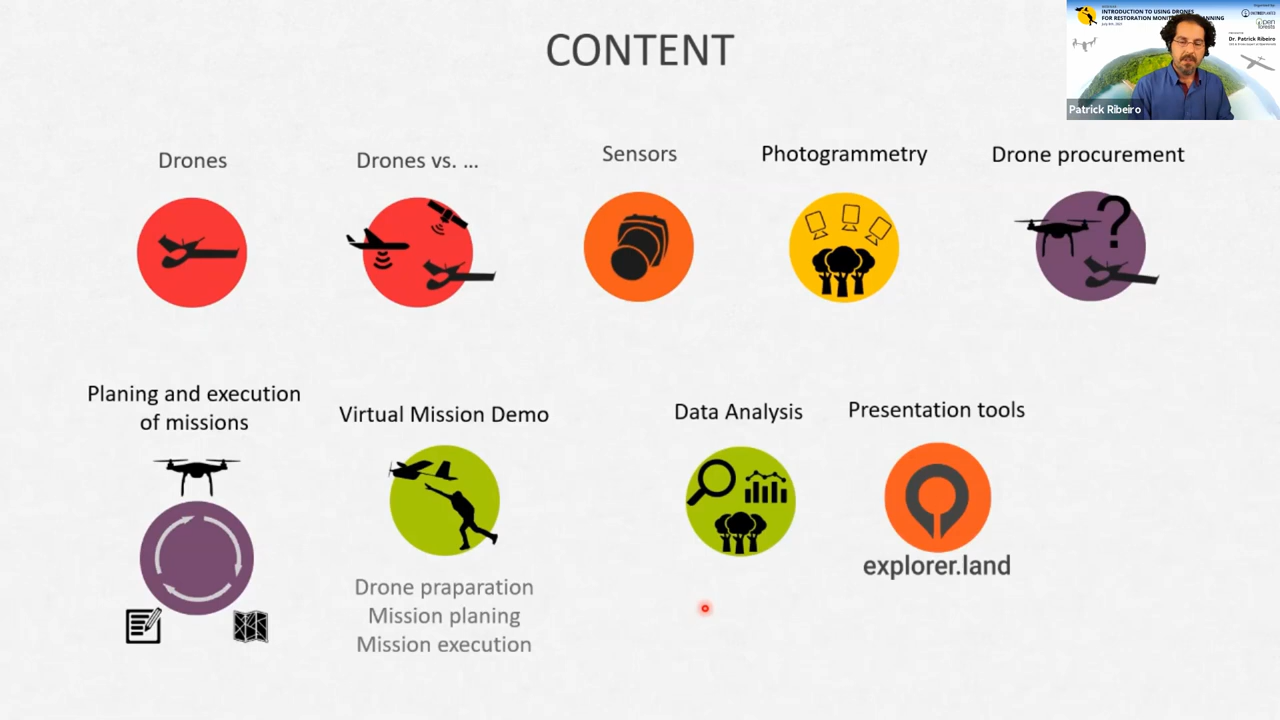 CONTENT
INTRODUCTION TO USING DRONES
FOR RESTORATION
Dr. Patrick Ribeiro
Patrick Ribeiro
Drones
Drones vs. ...
Sensors
Photogrammetry
Drone procurement
?
Planing and execution
of missions
Virtual Mission Demo
Data Analysis
Presentation tools
explorer.land
Drone praparation
Mission planing
Mission execution